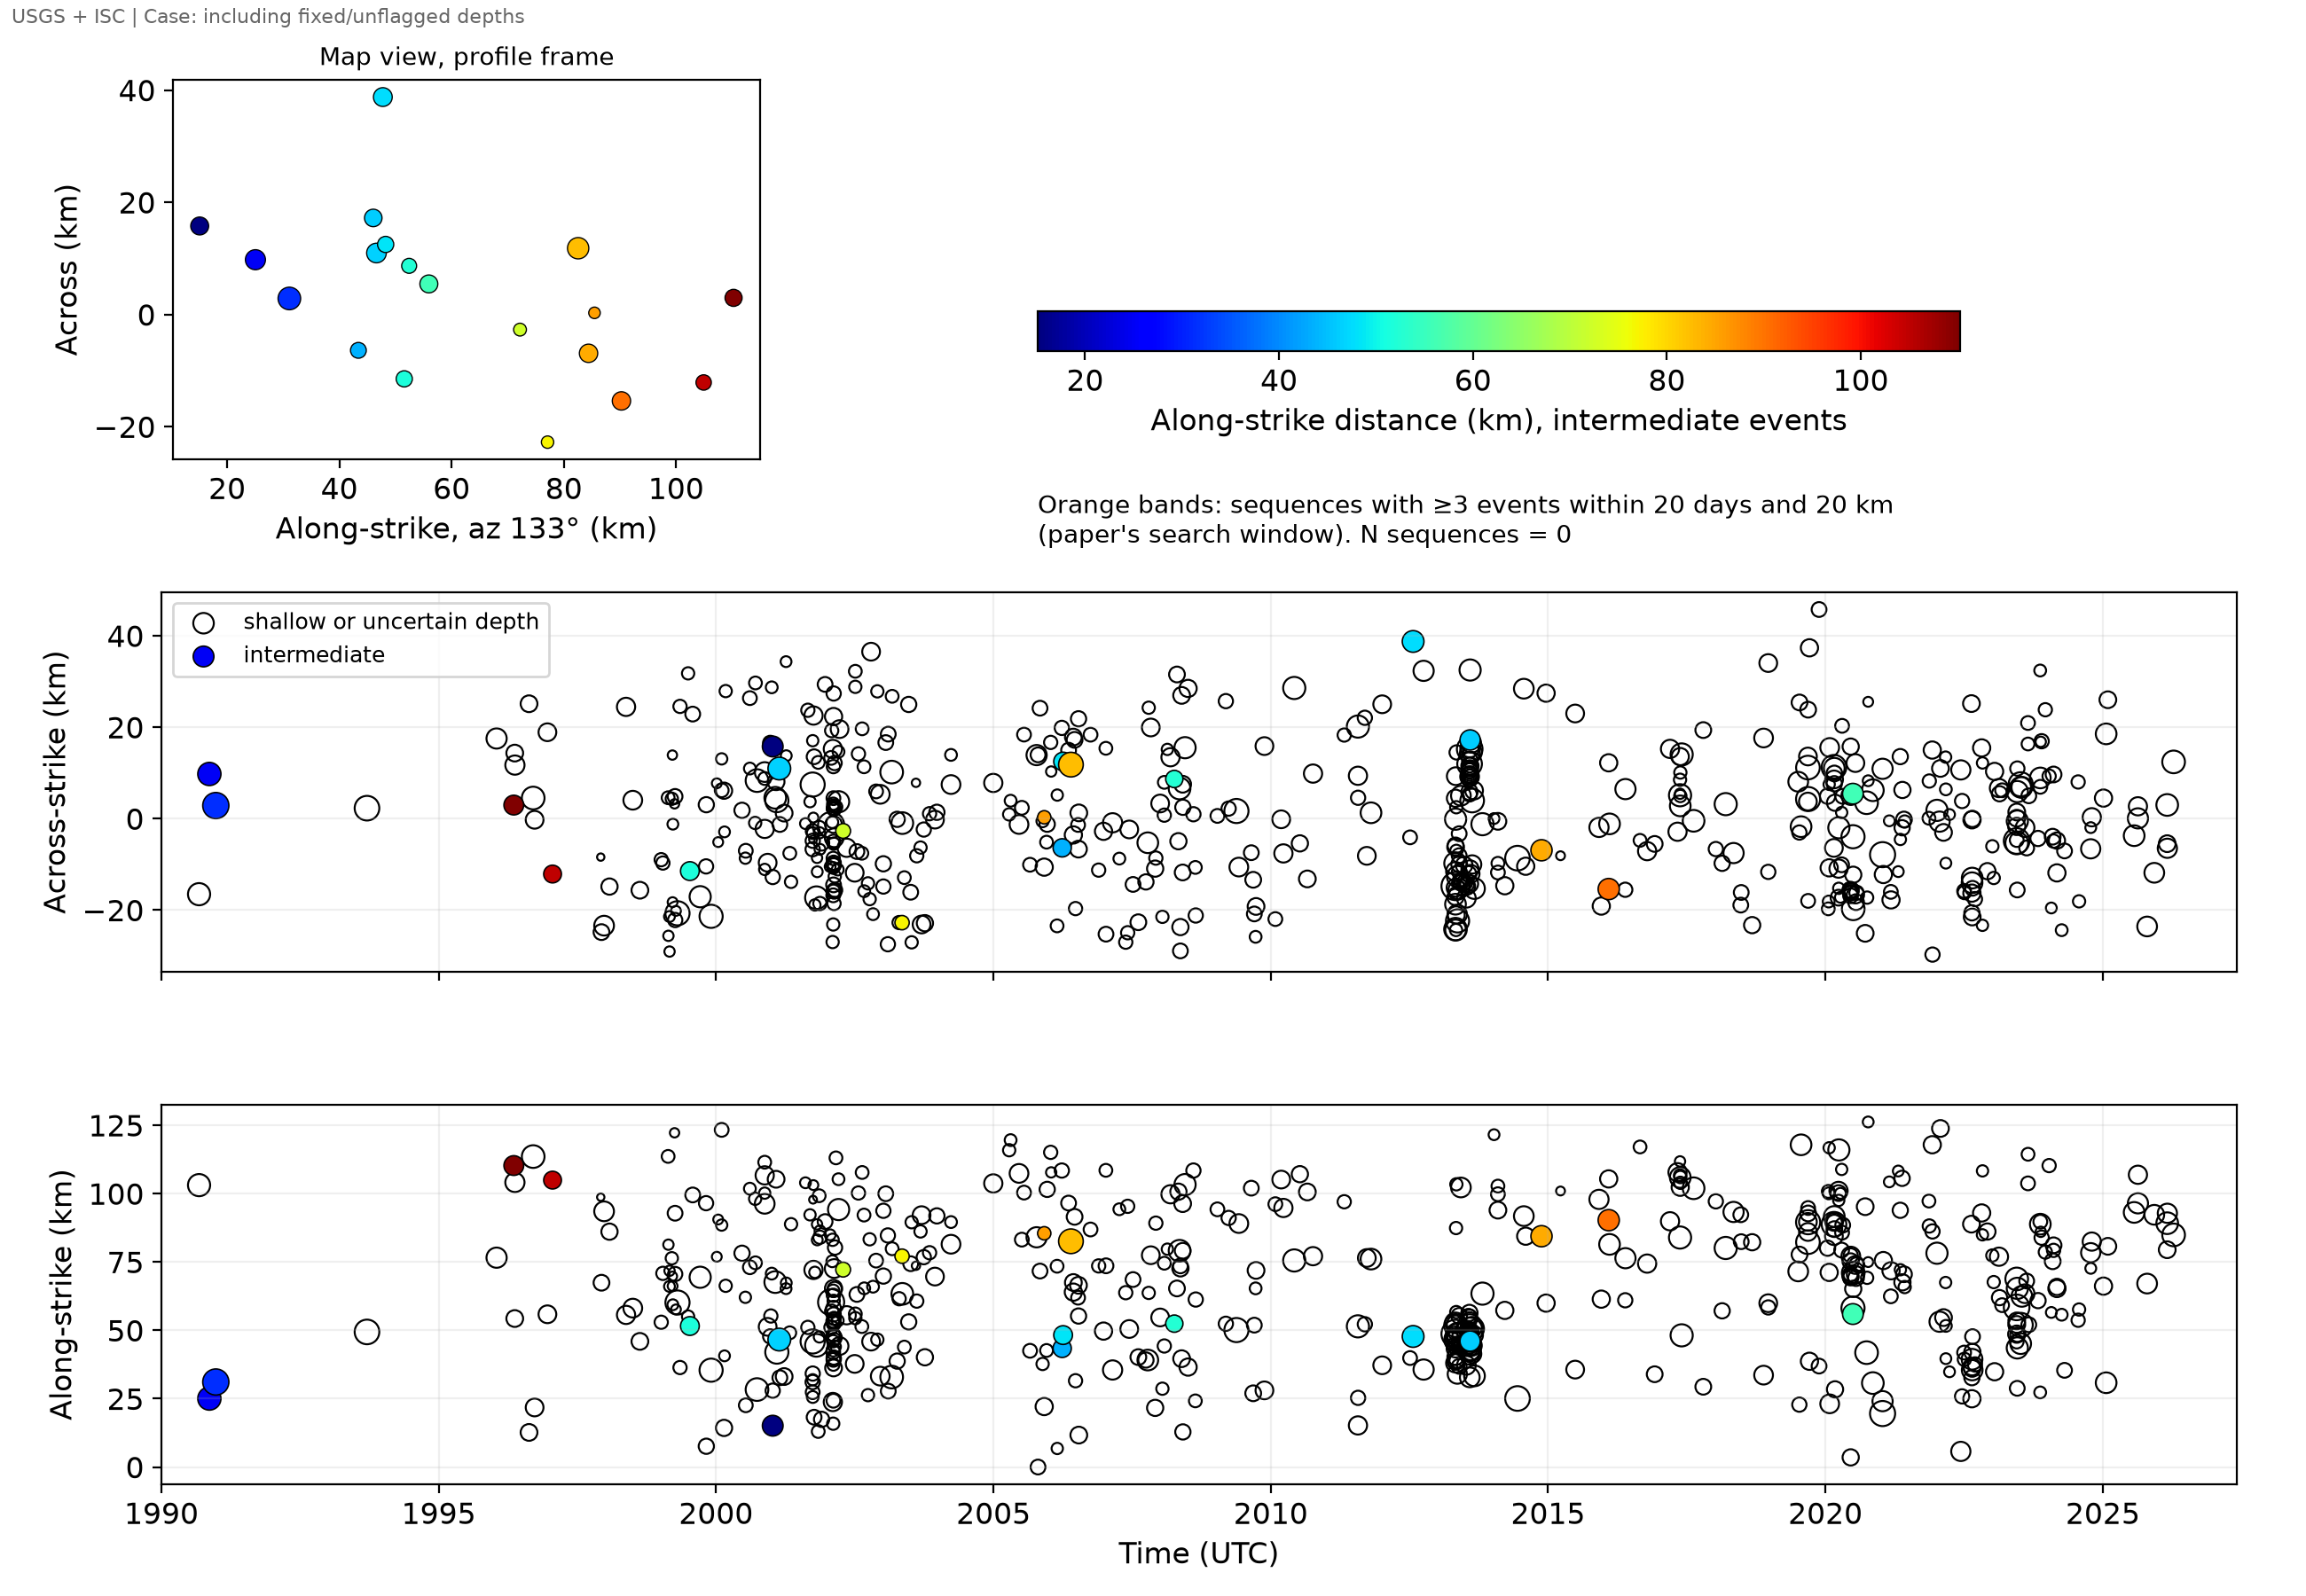 USGS + ISC | Case: including fixed/unflagged depths
Map view, profile frame
Across (km)
40
20
0
−20
20 40 60 80 100
Along-strike, az 133° (km)
20 40 60 80 100
Along-strike distance (km), intermediate events
Orange bands: sequences with ≥3 events within 20 days and 20 km
(paper's search window). N sequences = 0
Across-strike (km)
40
20
0
−20
shallow or uncertain depth
intermediate
Along-strike (km)
125
100
75
50
25
0
1990 1995 2000 2005 2010 2015 2020 2025
Time (UTC)